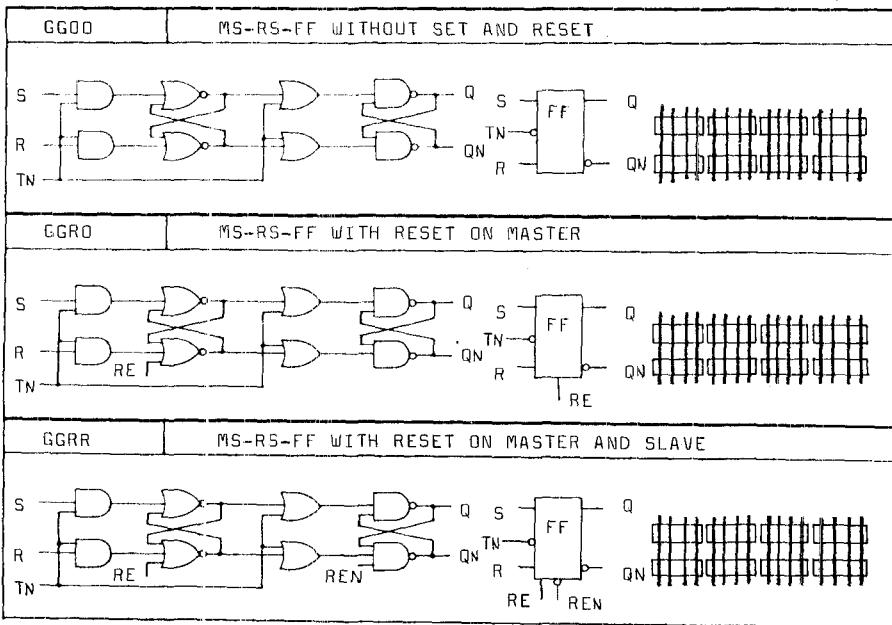 GG00 MS-RS-FF WITHOUT SET AND RESET
S Q S FF Q
TN
R QN R QN
TN
GGR0 MS-RS-FF WITH RESET ON MASTER
S Q S FF Q
TN
R RE QN R QN
TN RE
GGRR MS-RS-FF WITH RESET ON MASTER AND SLAVE
S Q S FF Q
TN
R RE REN QN R QN
TN RE REN